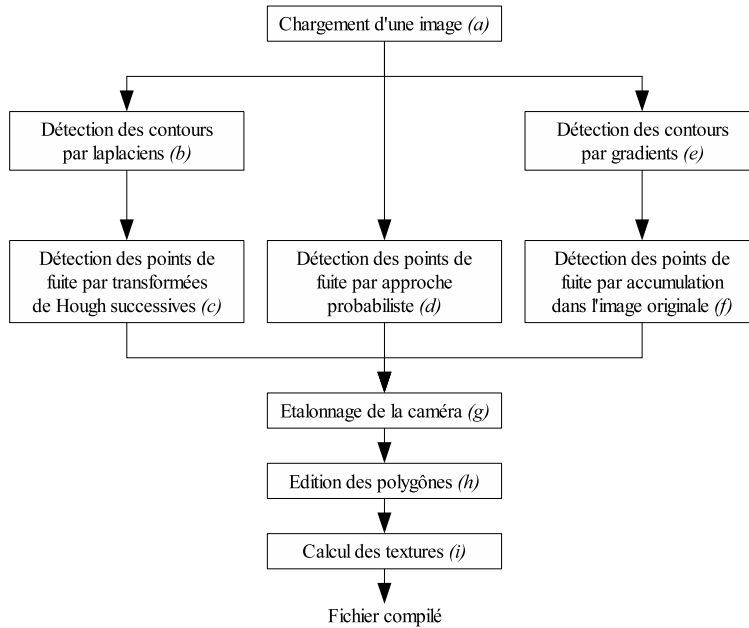 Chargement d'une image (a)
Détection des contours
par laplaciens (b)
Détection des contours
par gradients (e)
Détection des points de
fuite par transformées
de Hough successives (c)
Détection des points de
fuite par approche
probabiliste (d)
Détection des points de
fuite par accumulation
dans l'image originale (f)
Etalonnage de la caméra (g)
Edition des polygônes (h)
Calcul des textures (i)
Fichier compilé